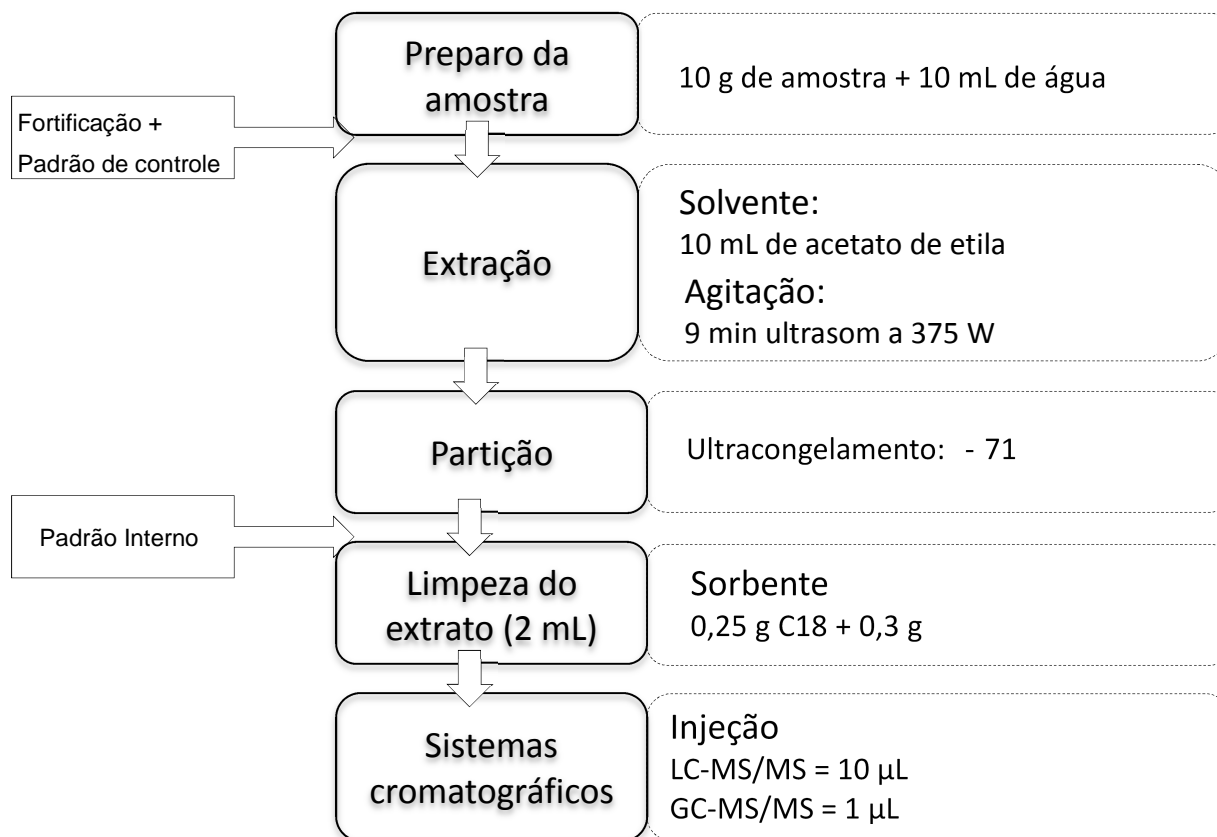 Preparo da
amostra
10 g de amostra + 10 mL de água
Fortificação +
Padrão de controle
Extração
Solvente:
10 mL de acetato de etila
Agitação:
9 min ultrasom a 375 W
Partição
Ultracongelamento: - 71
Padrão Interno
Limpeza do
extrato (2 mL)
Sorbente
0,25 g C18 + 0,3 g
Sistemas
cromatográficos
Injeção
LC-MS/MS = 10 µL
GC-MS/MS = 1 µL